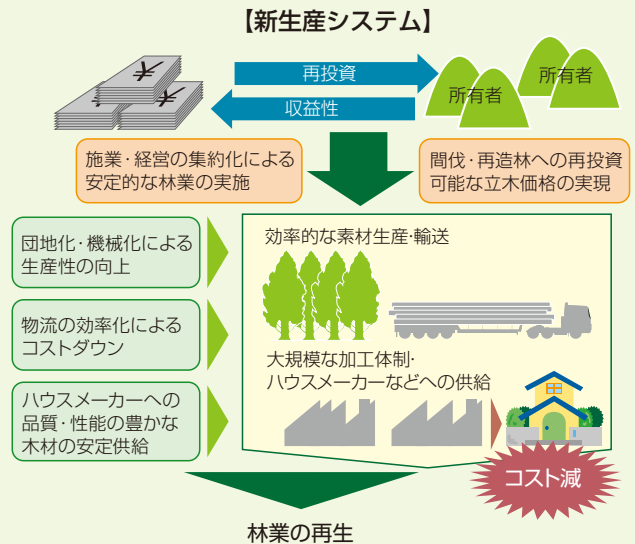 【新生産システム】
¥
¥
¥
再投資
収益性
所有者
所有者
施業・経営の集約化による
安定的な林業の実施
間伐・再造林への再投資
可能な立木価格の実現
団地化・機械化による
生産性の向上
物流の効率化による
コストダウン
ハウスメーカーへの
品質・性能の豊かな
木材の安定供給
効率的な素材生産・輸送
大規模な加工体制・
ハウスメーカーなどへの供給
コスト減
林業の再生